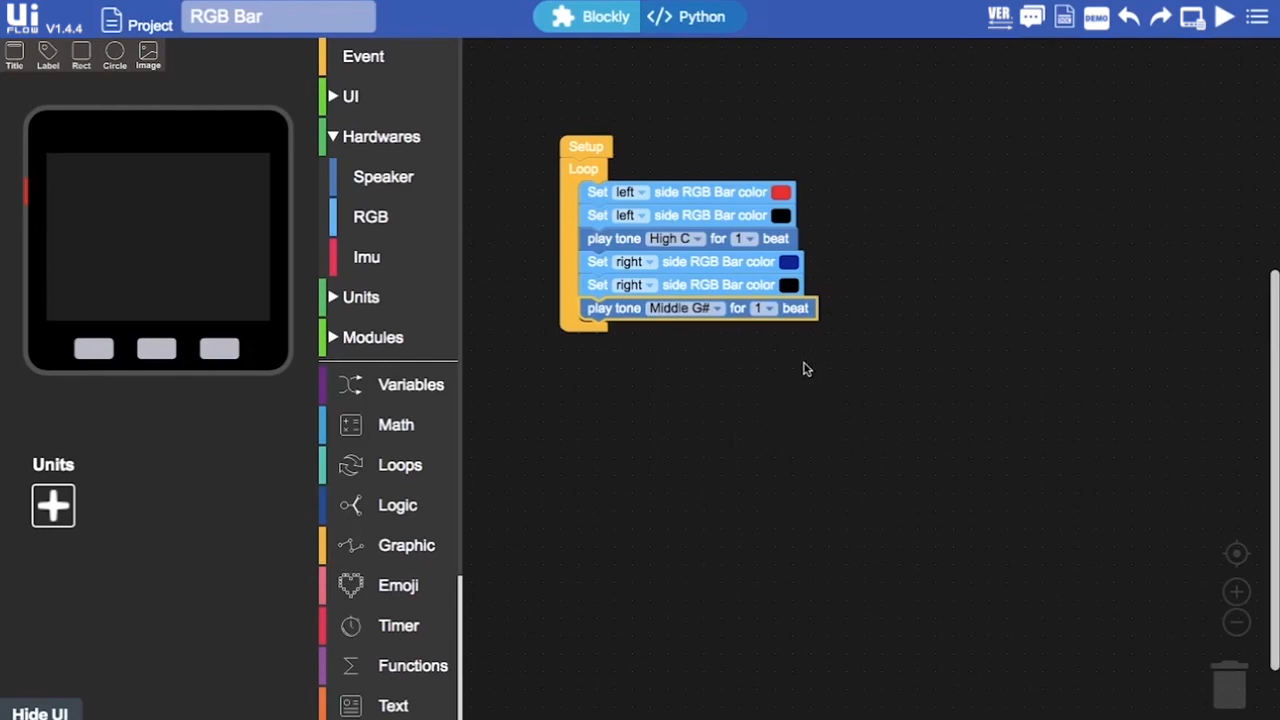 Ui
FLOW V1.4.4
Project
RGB Bar
Blockly
</> Python
VER.
DEMO
Title
Label
Rect
Circle
Image
Event
UI
Hardwares
Speaker
RGB
Imu
Units
Modules
Variables
Math
Loops
Logic
Graphic
Emoji
Timer
Functions
Text
Units
Hide UI
Setup
Loop
Set left side RGB Bar color
Set left side RGB Bar color
play tone High C for 1 beat
Set right side RGB Bar color
Set right side RGB Bar color
play tone Middle G# for 1 beat